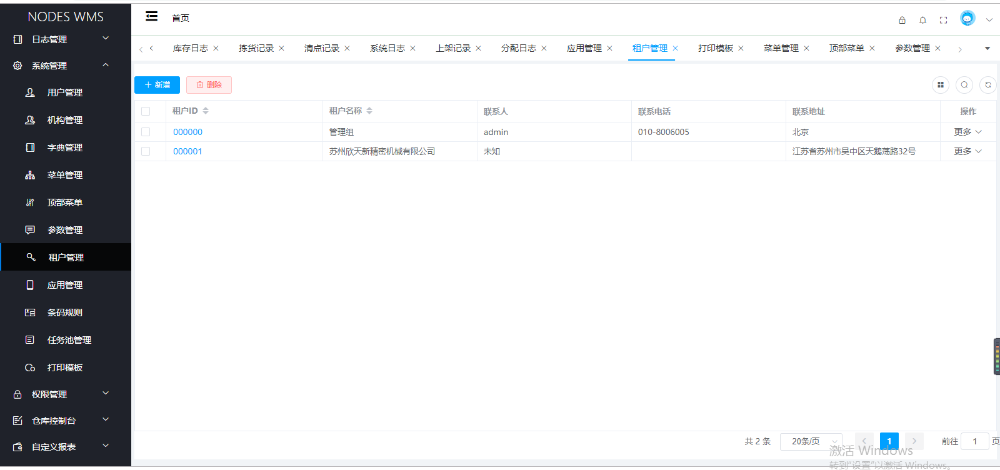 NODES WMS
日志管理
系统管理
用户管理
机构管理
字典管理
菜单管理
顶部菜单
参数管理
租户管理
应用管理
条码规则
任务池管理
打印模板
权限管理
仓库控制台
自定义报表
首页
库存日志 拣货记录 清点记录 系统日志 上架记录 分配日志 应用管理 租户管理 打印模板 菜单管理 顶部菜单 参数管理
新增 删除
租户ID 租户名称 联系人 联系电话 联系地址 操作
000000 管理组 admin 010-8006005 北京 更多
000001 苏州欣天新精密机械有限公司 未知 江苏省苏州市吴中区天鹅荡路32号 更多
共 2 条 20条/页 1 前往 1 页
激活 Windows
转到"设置"以激活 Windows。